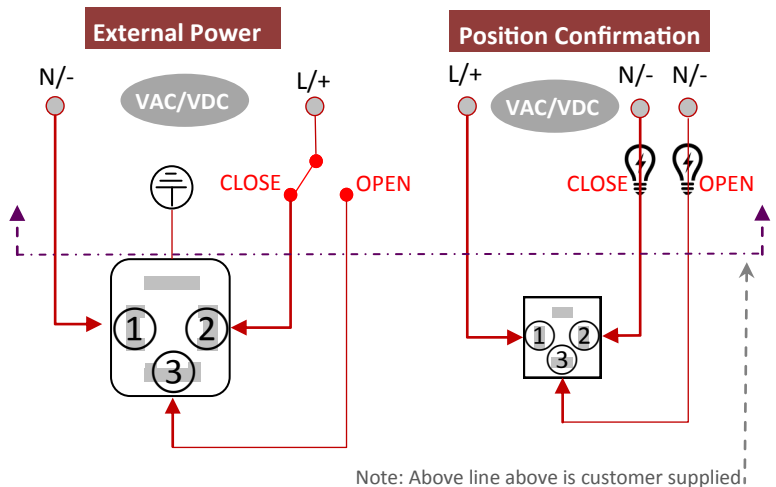 External Power
Position Confirmation
N/-
L/+
VAC/VDC
L/+
N/-
N/-
VAC/VDC
CLOSE
OPEN
CLOSE
OPEN
1
2
3
1
2
3
Note: Above line above is customer supplied